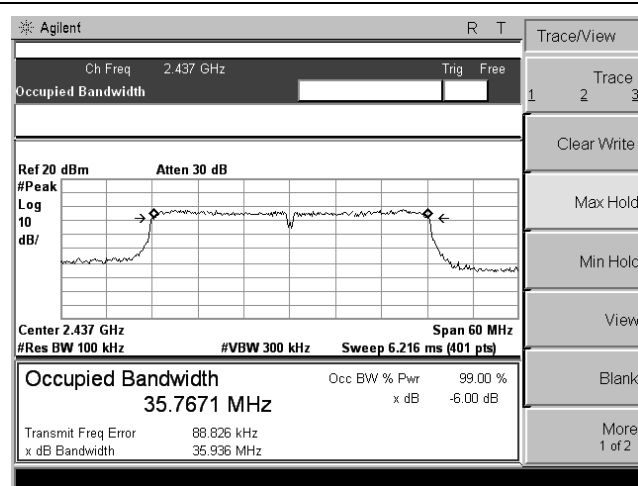 Agilent R T
Ch Freq 2.437 GHz Trig Free
Occupied Bandwidth
Ref 20 dBm Atten 30 dB
#Peak
Log
10
dB/
Center 2.437 GHz Span 60 MHz
#Res BW 100 kHz #VBW 300 kHz Sweep 6.216 ms (401 pts)
Occupied Bandwidth Occ BW % Pwr 99.00 %
35.7671 MHz x dB -6.00 dB
Transmit Freq Error 88.826 kHz
x dB Bandwidth 35.936 MHz
Trace/View
Trace
1 2 3
Clear Write
Max Hold
Min Hold
View
Blank
More
1 of 2